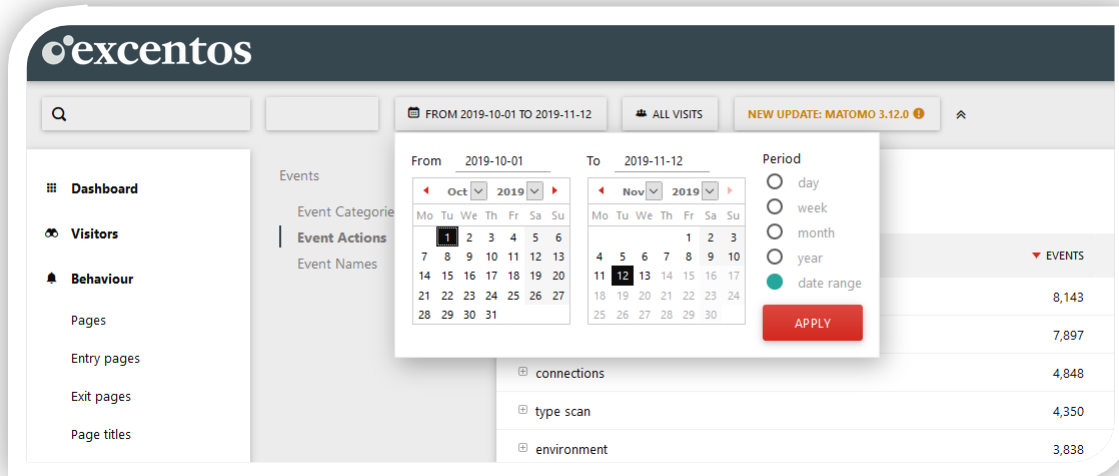 excentos
FROM 2019-10-01 TO 2019-11-12
ALL VISITS
NEW UPDATE: MATOMO 3.12.0
Dashboard
Visitors
Behaviour
Pages
Entry pages
Exit pages
Page titles
Events
Event Categorie
Event Actions
Event Names
From 2019-10-01
Oct 2019
Mo Tu We Th Fr Sa Su
1 2 3 4 5 6
7 8 9 10 11 12 13
14 15 16 17 18 19 20
21 22 23 24 25 26 27
28 29 30 31
To 2019-11-12
Nov 2019
Mo Tu We Th Fr Sa Su
1 2 3
4 5 6 7 8 9 10
11 12 13 14 15 16 17
18 19 20 21 22 23 24
25 26 27 28 29 30
Period
day
week
month
year
date range
APPLY
EVENTS
8,143
7,897
connections 4,848
type scan 4,350
environment 3,838